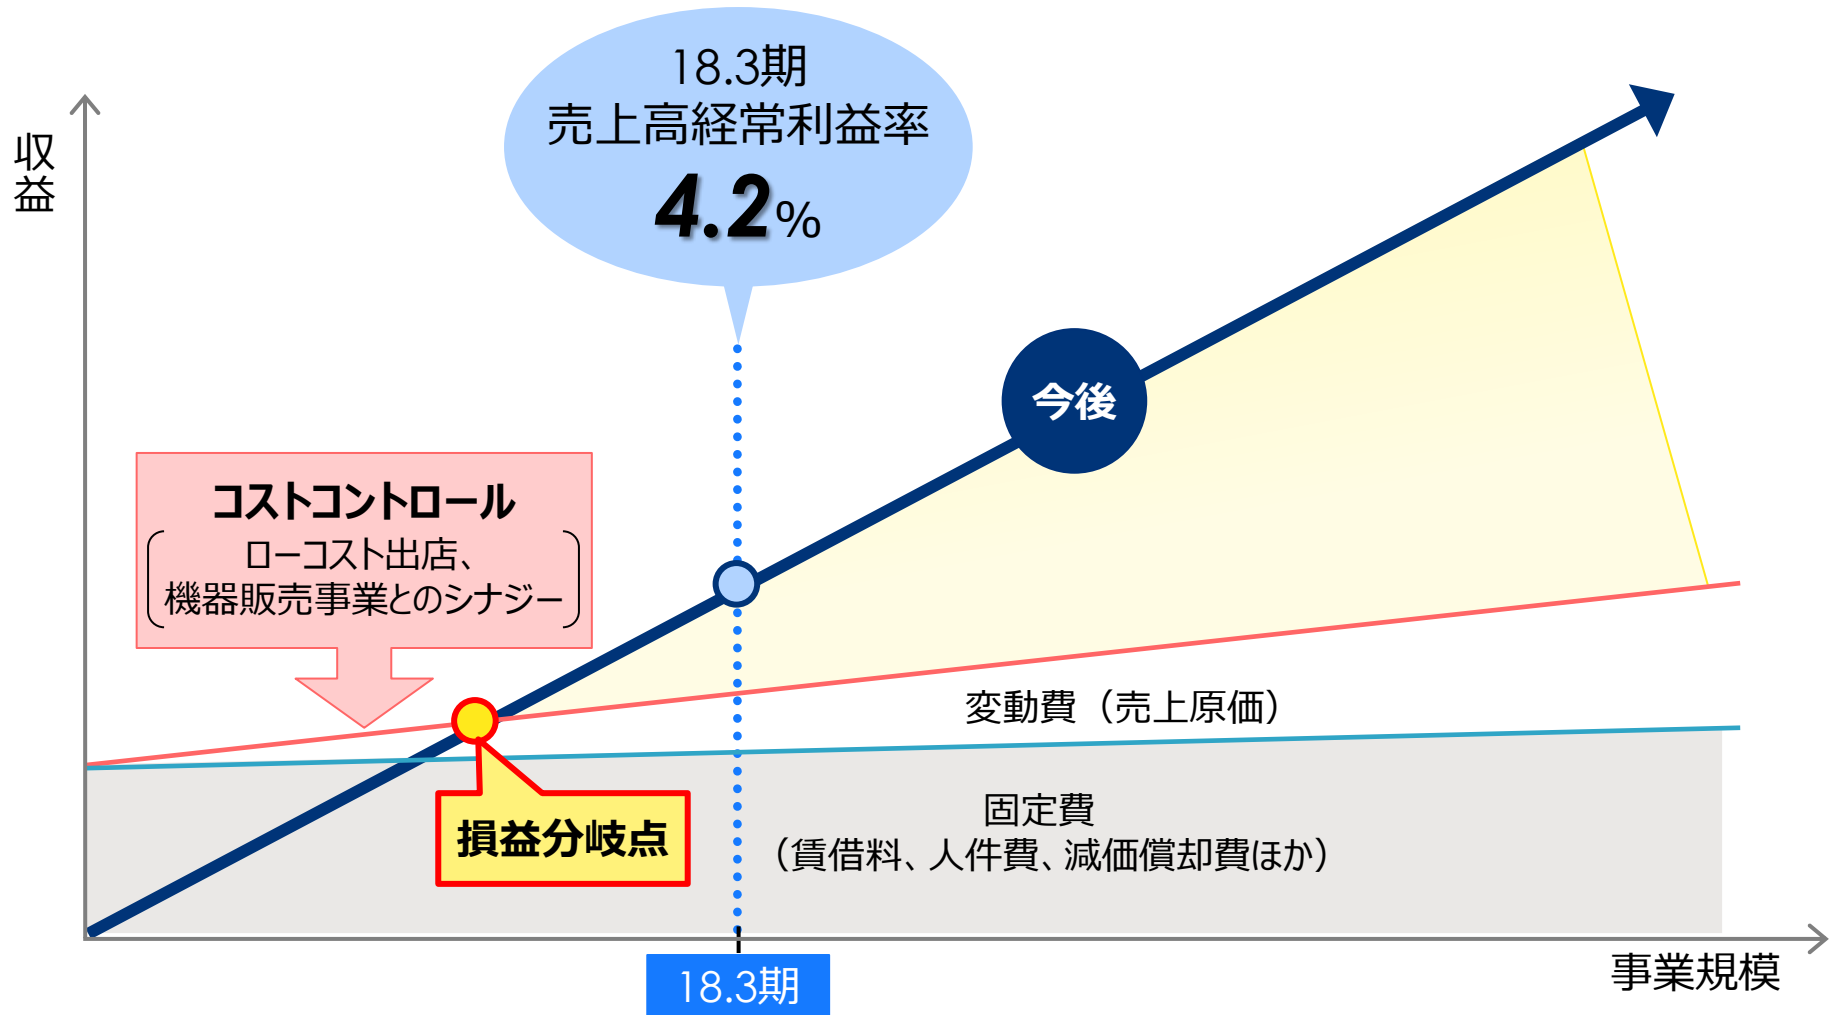 18.3期
売上高経常利益率
4.2%
収益
今後
コストコントロール
ローコスト出店、
機器販売事業とのシナジー
変動費（売上原価）
損益分岐点
固定費
（賃借料、人件費、減価償却費ほか）
事業規模
18.3期